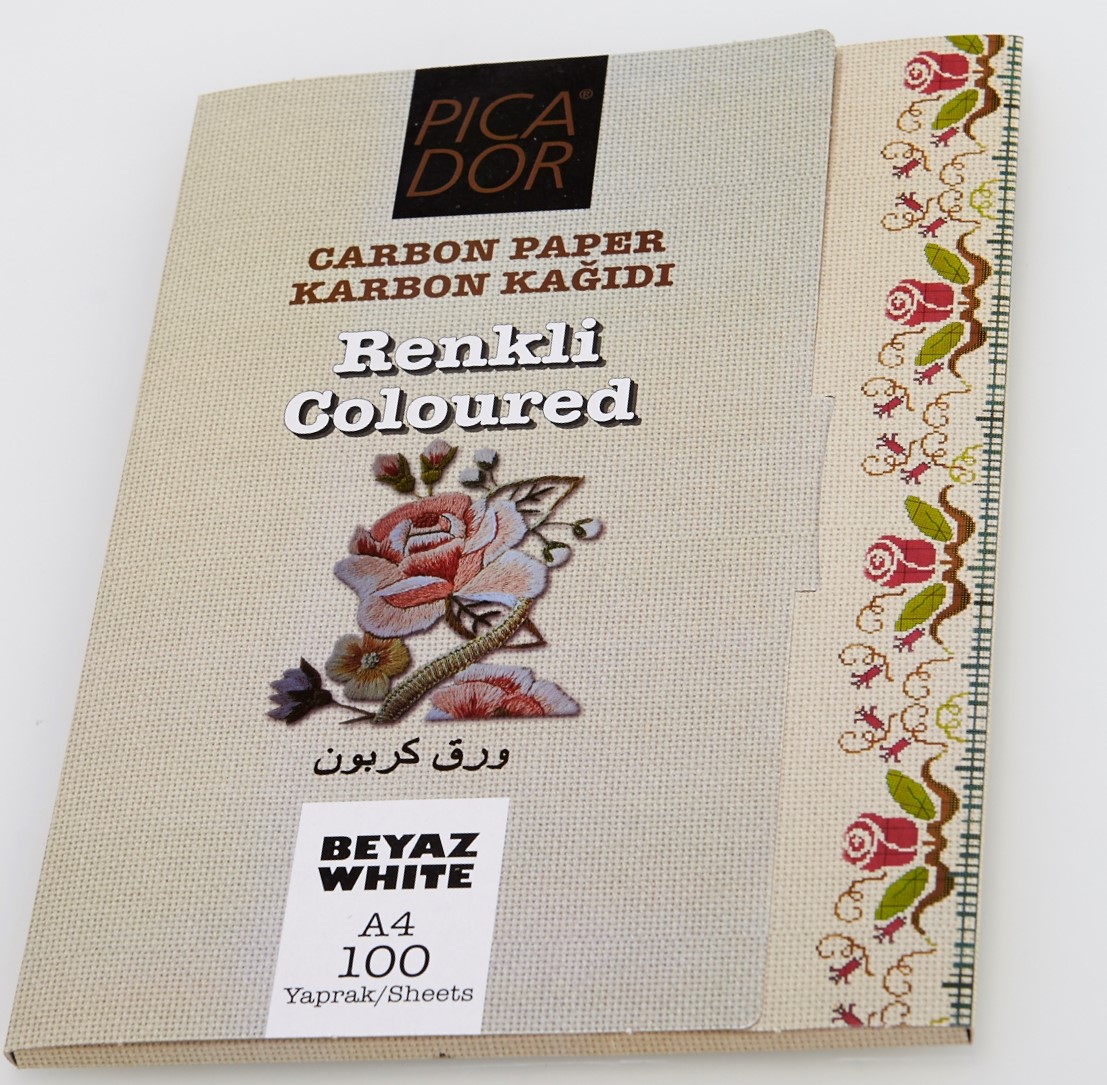 PICA®
DOR
CARBON PAPER
KARBON KAĞIDI
Renkli
Coloured
ورق كربون
BEYAZ
WHITE
A4
100
Yaprak/Sheets